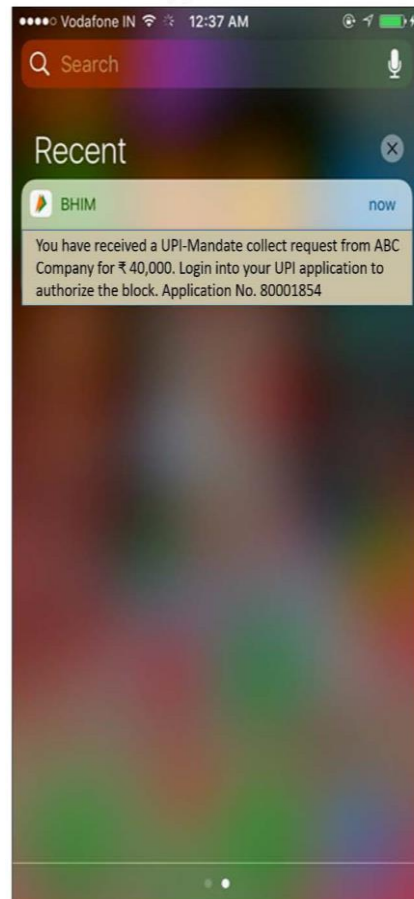 Vodafone IN 12:37 AM
Search
Recent
BHIM now
You have received a UPI-Mandate collect request from ABC
Company for ₹ 40,000. Login into your UPI application to
authorize the block. Application No. 80001854